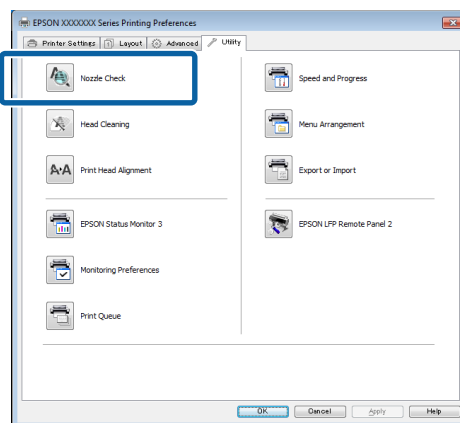 EPSON XXXXXXX Series Printing Preferences
Printer Settings Layout Advanced Utility
Nozzle Check
Speed and Progress
Head Cleaning
Menu Arrangement
A·A Print Head Alignment
Export or Import
EPSON Status Monitor 3
EPSON LFP Remote Panel 2
Monitoring Preferences
Print Queue
OK Cancel Apply Help